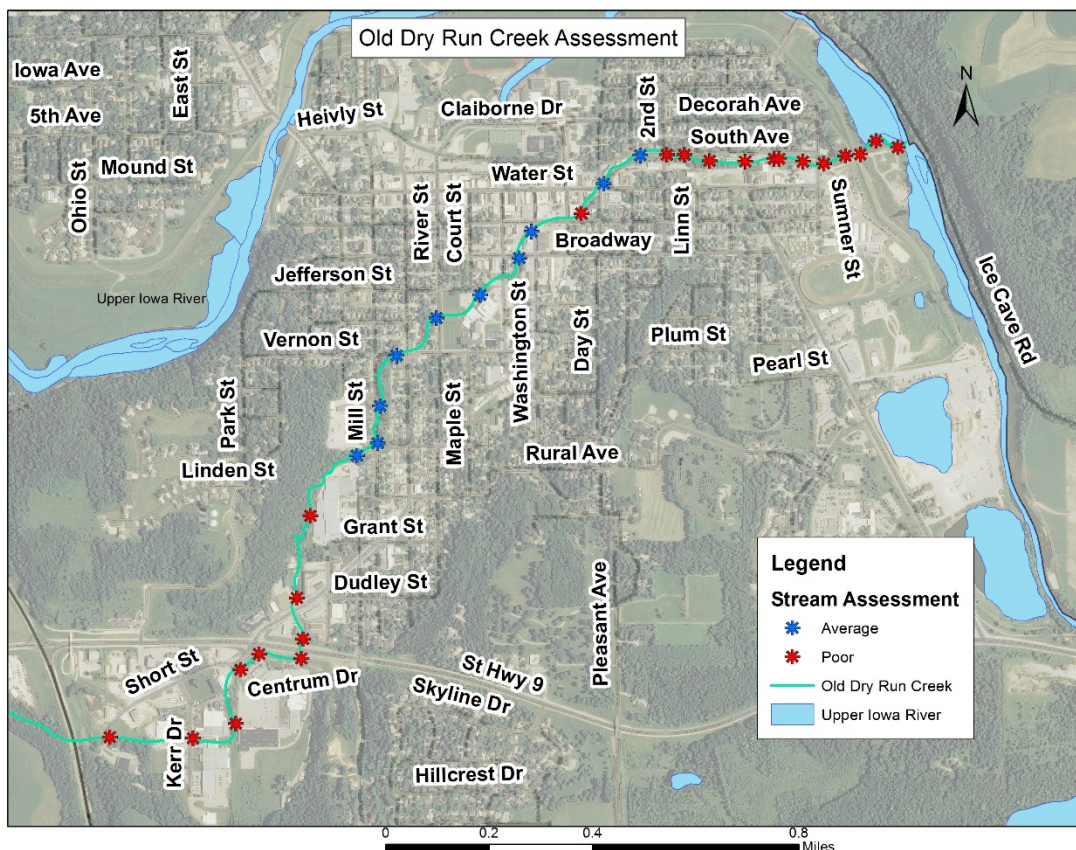 Old Dry Run Creek Assessment
Iowa Ave
East St
5th Ave
Heivly St
Claiborne Dr
2nd St
Decorah Ave
South Ave
N
Mound St
Ohio St
Water St
River St
Court St
Linn St
Sumner St
Broadway
Jefferson St
Upper Iowa River
Ice Cave Rd
Vernon St
Washington St
Day St
Plum St
Pearl St
Park St
Mill St
Maple St
Linden St
Rural Ave
Grant St
Dudley St
Pleasant Ave
Short St
Centrum Dr
St Hwy 9
Skyline Dr
Kerr Dr
Hillcrest Dr
Legend
Stream Assessment
Average
Poor
Old Dry Run Creek
Upper Iowa River
0 0.2 0.4 0.8
Miles